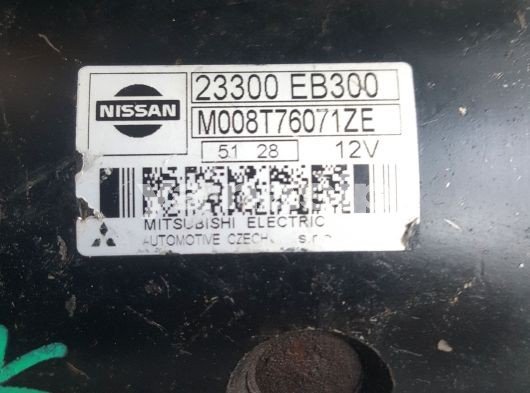 NISSAN
23300 EB300
M008T76071ZE
51 28 12V
MITSUBISHI ELECTRIC
AUTOMOTIVE CZECH s.r.o